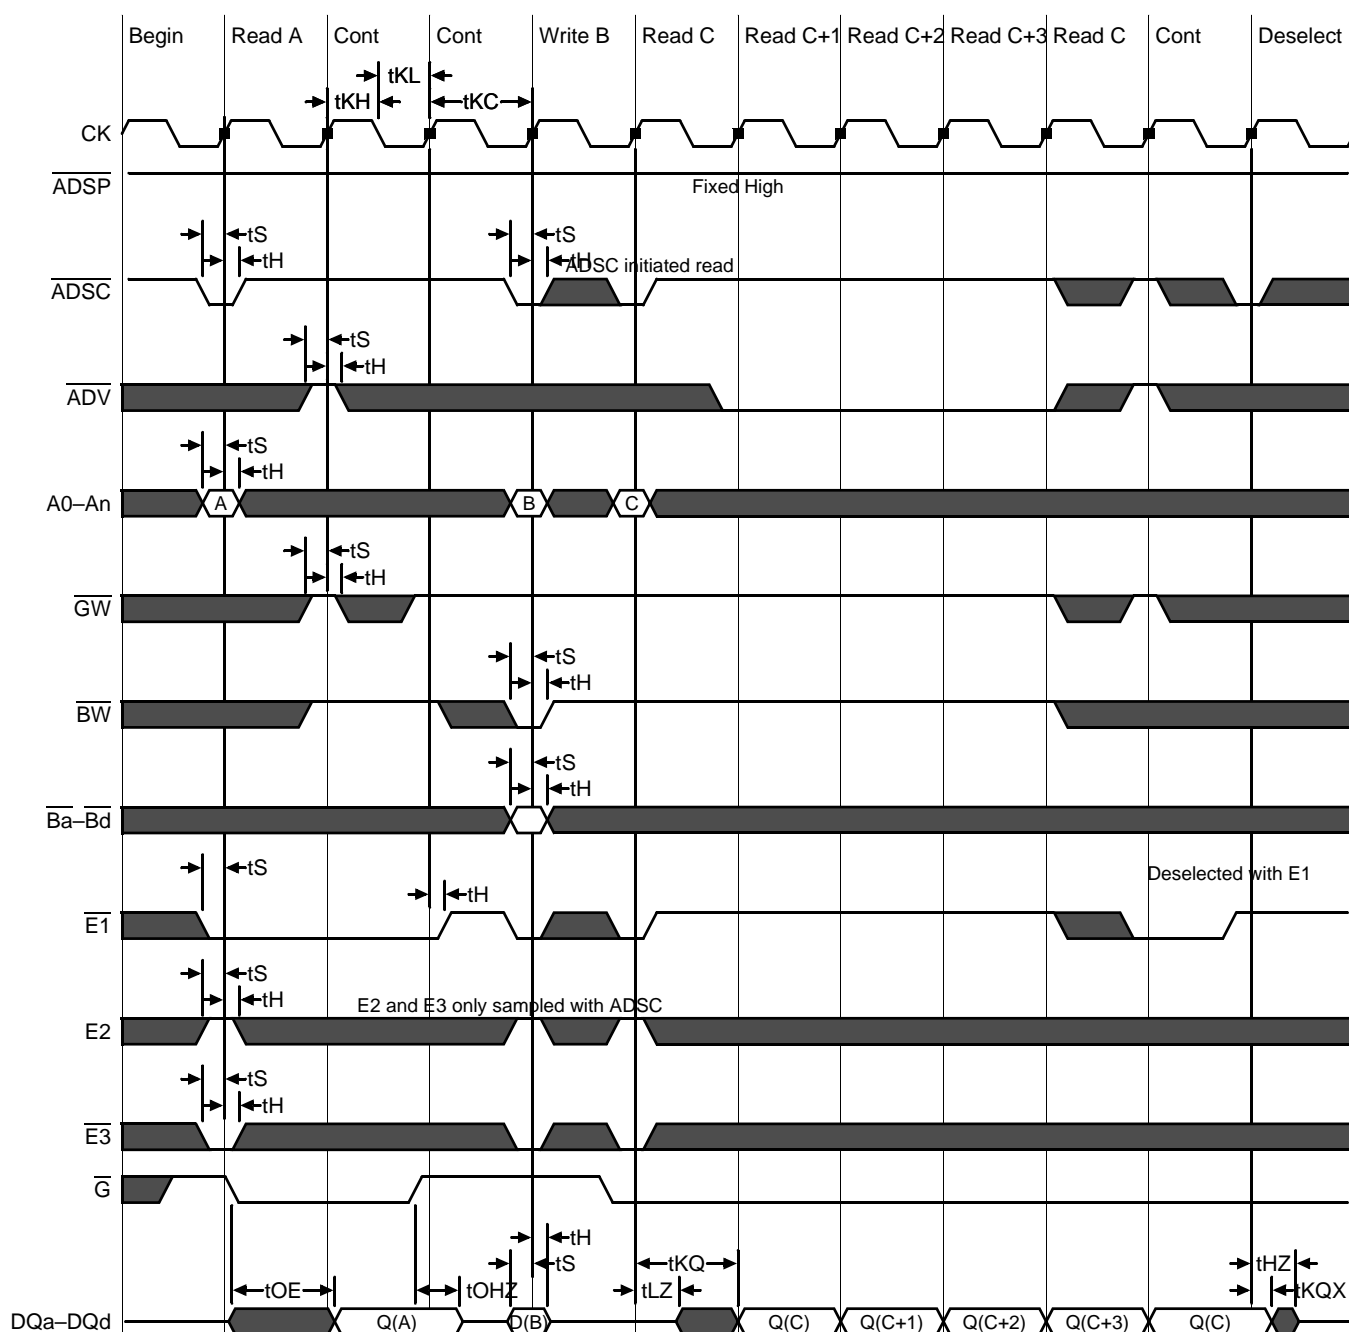 Begin Read A Cont Cont Write B Read C Read C+1 Read C+2 Read C+3 Read C Cont Deselect
tKL
tKH tKC
CK
ADSP Fixed High
tS tS
tH tH
ADSC initiated read
ADSC
tS
tH
ADV
tS
tH
A0–An A B C
tS
tH
GW
tS
tH
BW
tS
tH
Ba–Bd
tS Deselected with E1
tH
E1
tS
tH
E2 and E3 only sampled with ADSC
E2
tS
tH
E3
G
tH
tS tKQ tHZ
tOE tOHZ tLZ tKQX
DQa–DQd Q(A) D(B) Q(C) Q(C+1) Q(C+2) Q(C+3) Q(C)